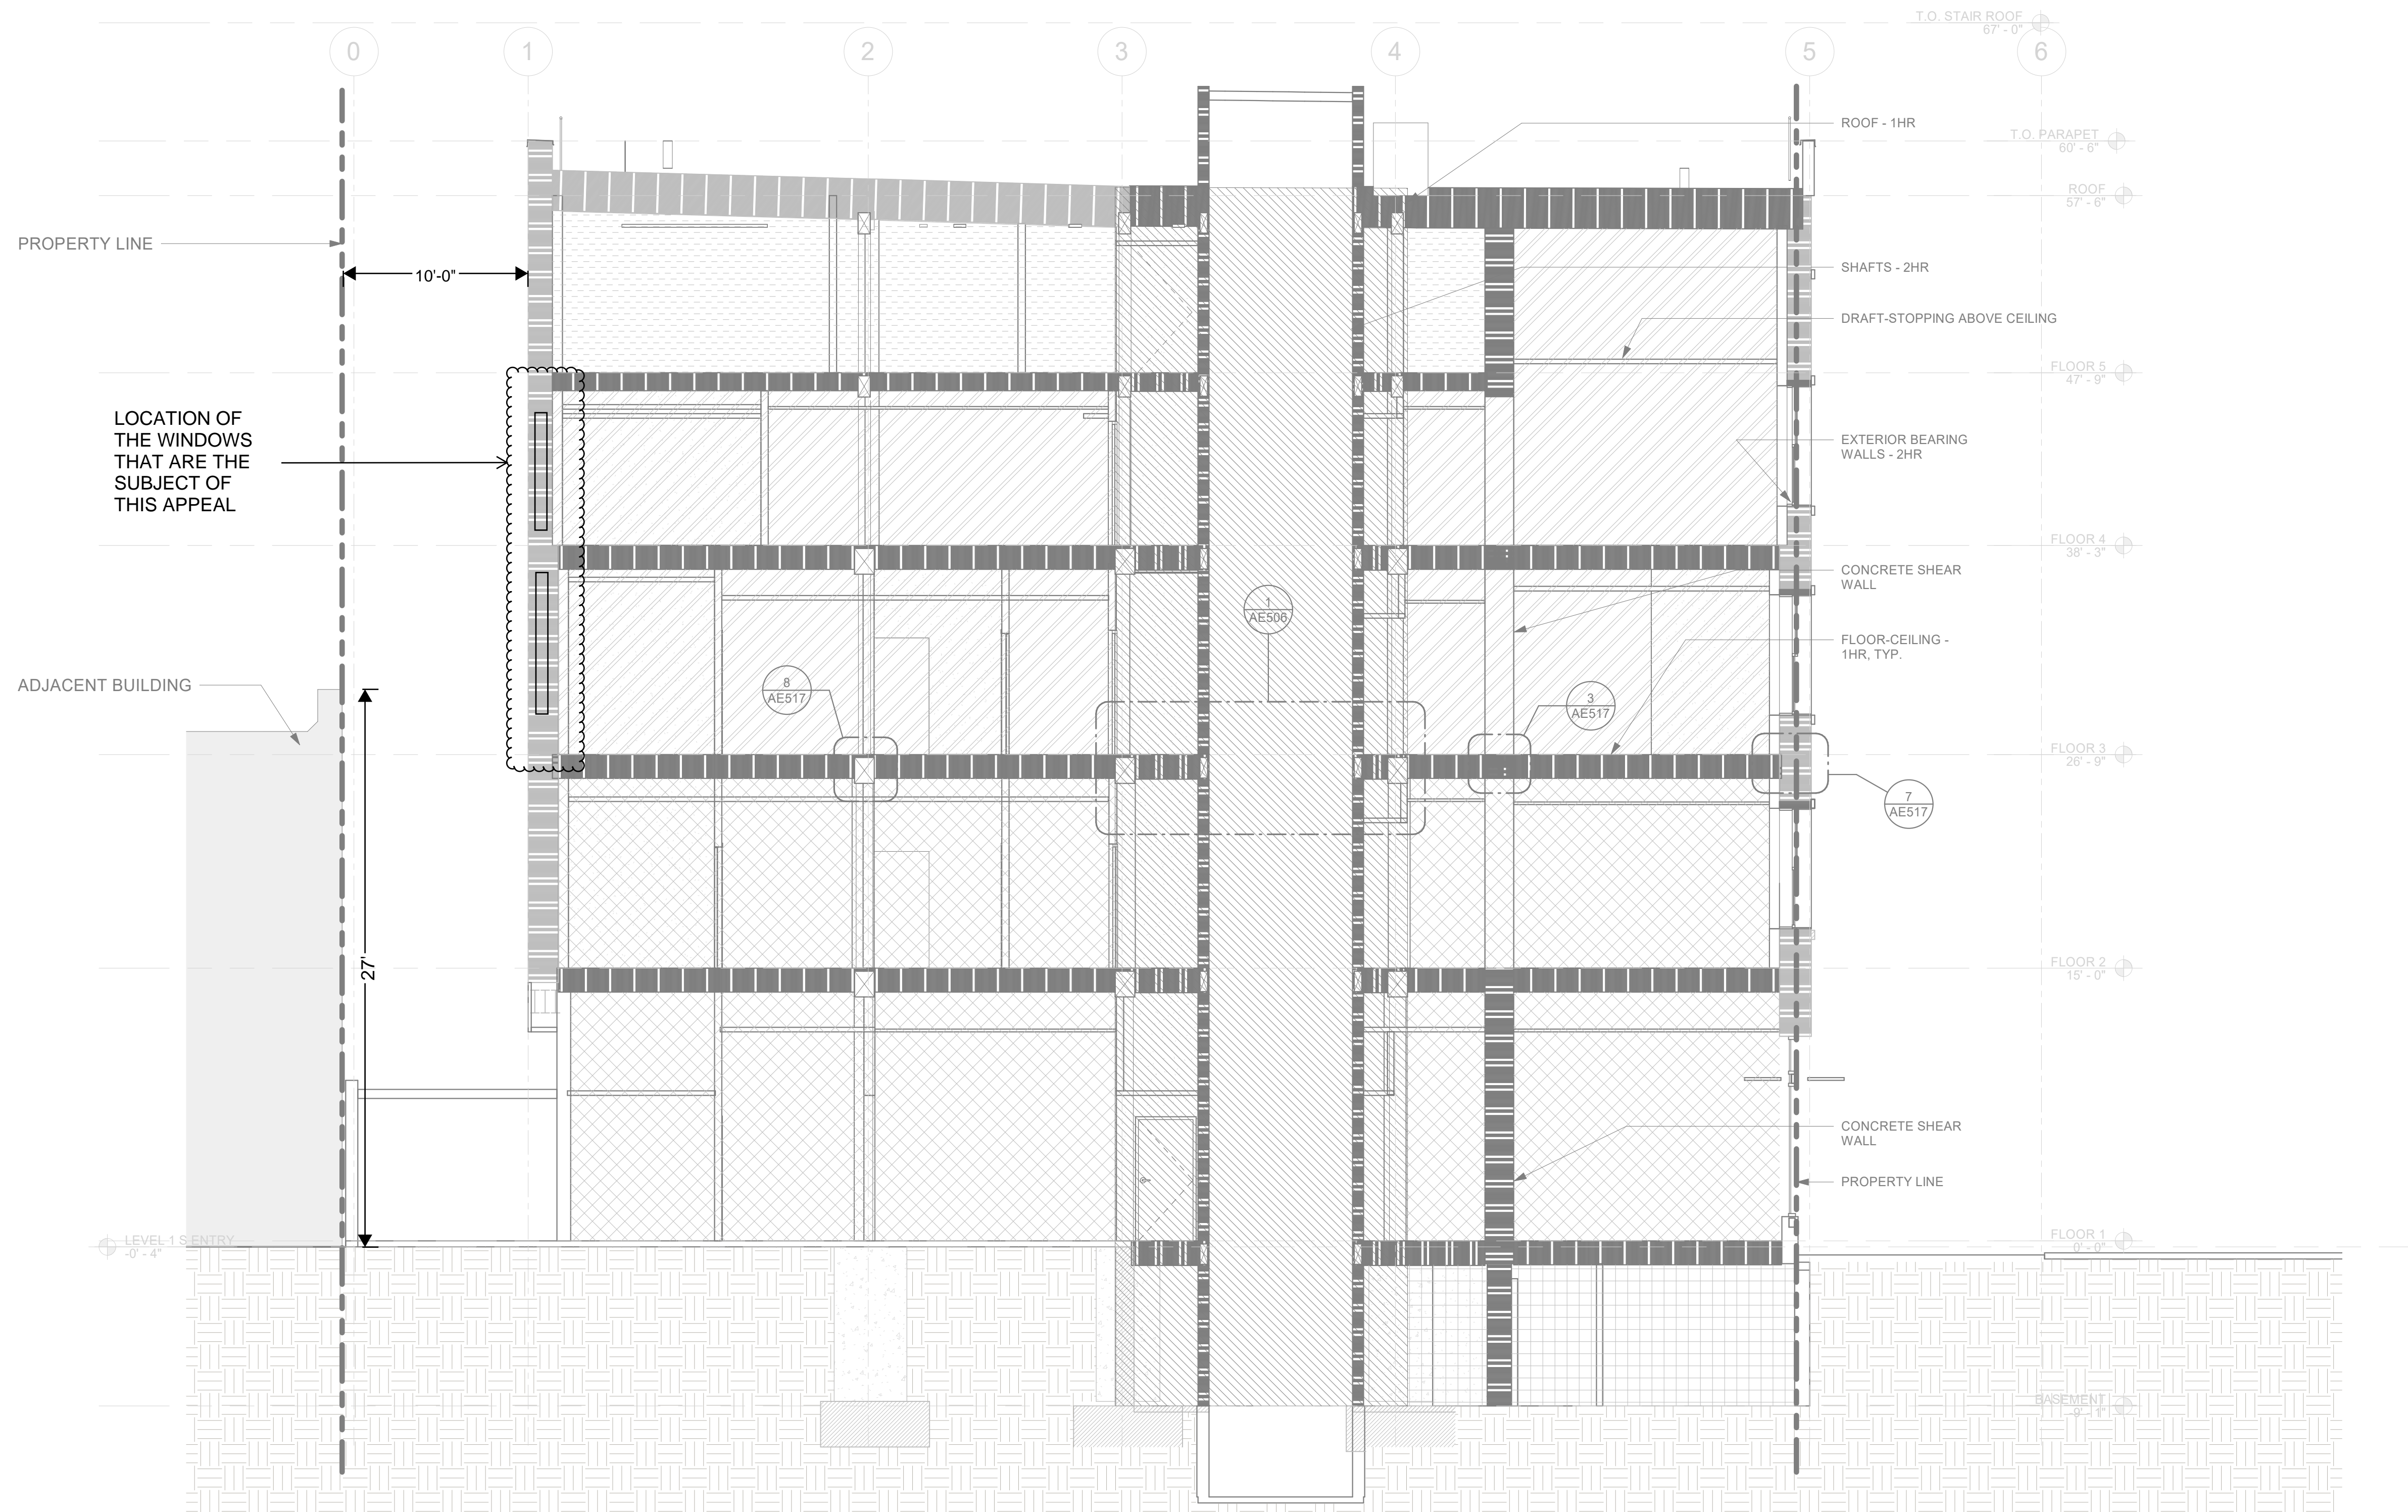 T.O. STAIR ROOF
67' - 0"
0
1
2
3
4
5
6
ROOF - 1HR
T.O. PARAPET
60' - 6"
ROOF
57' - 6"
PROPERTY LINE
10'-0"
SHAFTS - 2HR
DRAFT-STOPPING ABOVE CEILING
FLOOR 5
47' - 9"
LOCATION OF
THE WINDOWS
THAT ARE THE
SUBJECT OF
THIS APPEAL
EXTERIOR BEARING
WALLS - 2HR
FLOOR 4
38' - 3"
CONCRETE SHEAR
WALL
1
AE506
FLOOR-CEILING -
1HR, TYP.
ADJACENT BUILDING
8
AE517
3
AE517
FLOOR 3
26' - 9"
7
AE517
27'
FLOOR 2
15' - 0"
CONCRETE SHEAR
WALL
PROPERTY LINE
LEVEL 1 S ENTRY
-0' - 4"
FLOOR 1
0' - 0"
BASEMENT
-9' - 1"